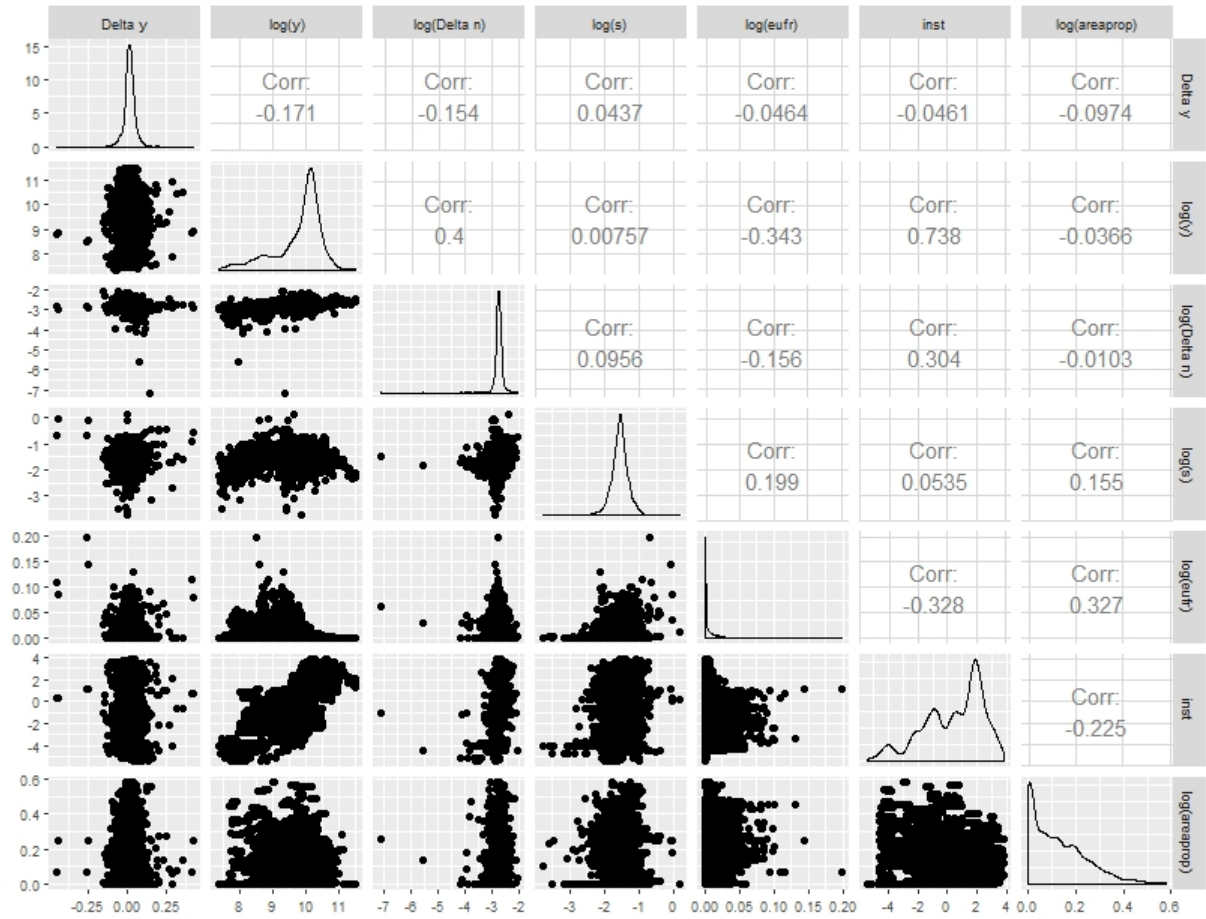 Delta y log(y) log(Delta n) log(s) log(eufr) inst log(areaprop)
15
10
5
0
Corr:
-0.171
Corr:
-0.154
Corr:
0.0437
Corr:
-0.0464
Corr:
-0.0461
Corr:
-0.0974
Delta y
11
10
9
8
Corr:
0.4
Corr:
0.00757
Corr:
-0.343
Corr:
0.738
Corr:
-0.0366
log(y)
-2
-3
-4
-5
-6
-7
Corr:
0.0956
Corr:
-0.156
Corr:
0.304
Corr:
-0.0103
log(Delta n)
0
-1
-2
-3
Corr:
0.199
Corr:
0.0535
Corr:
0.155
log(s)
0.20
0.15
0.10
0.05
0.00
Corr:
-0.328
Corr:
0.327
log(eufr)
4
2
0
-2
-4
Corr:
-0.225
inst
0.6
0.4
0.2
0.0
log(areaprop)
-0.25 0.00 0.25 8 9 10 11 -7 -6 -5 -4 -3 -2 -3 -2 -1 0 0.00 0.05 0.10 0.15 0.20 -4 -2 0 2 4 0.0 0.2 0.4 0.6